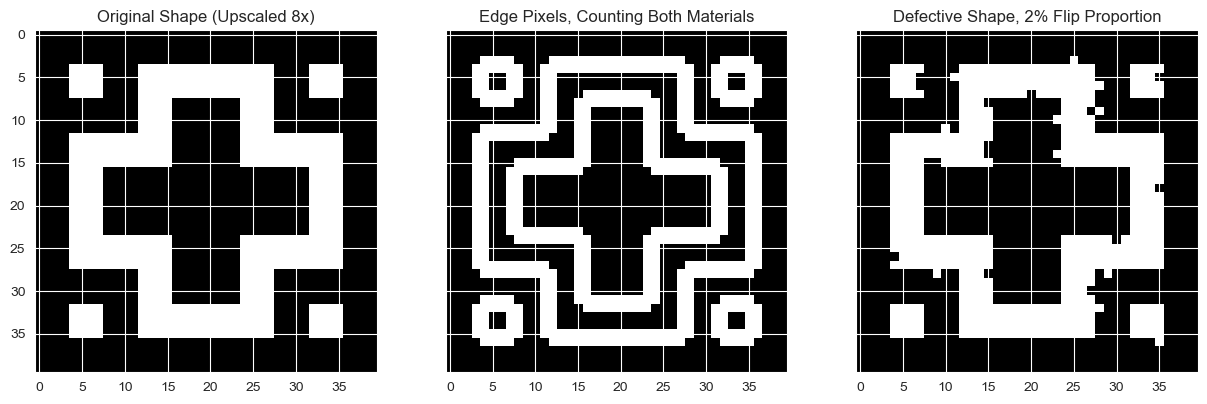 Original Shape (Upscaled 8x)
Edge Pixels, Counting Both Materials
Defective Shape, 2% Flip Proportion
0
5
10
15
20
25
30
35
0 5 10 15 20 25 30 35
0 5 10 15 20 25 30 35
0 5 10 15 20 25 30 35